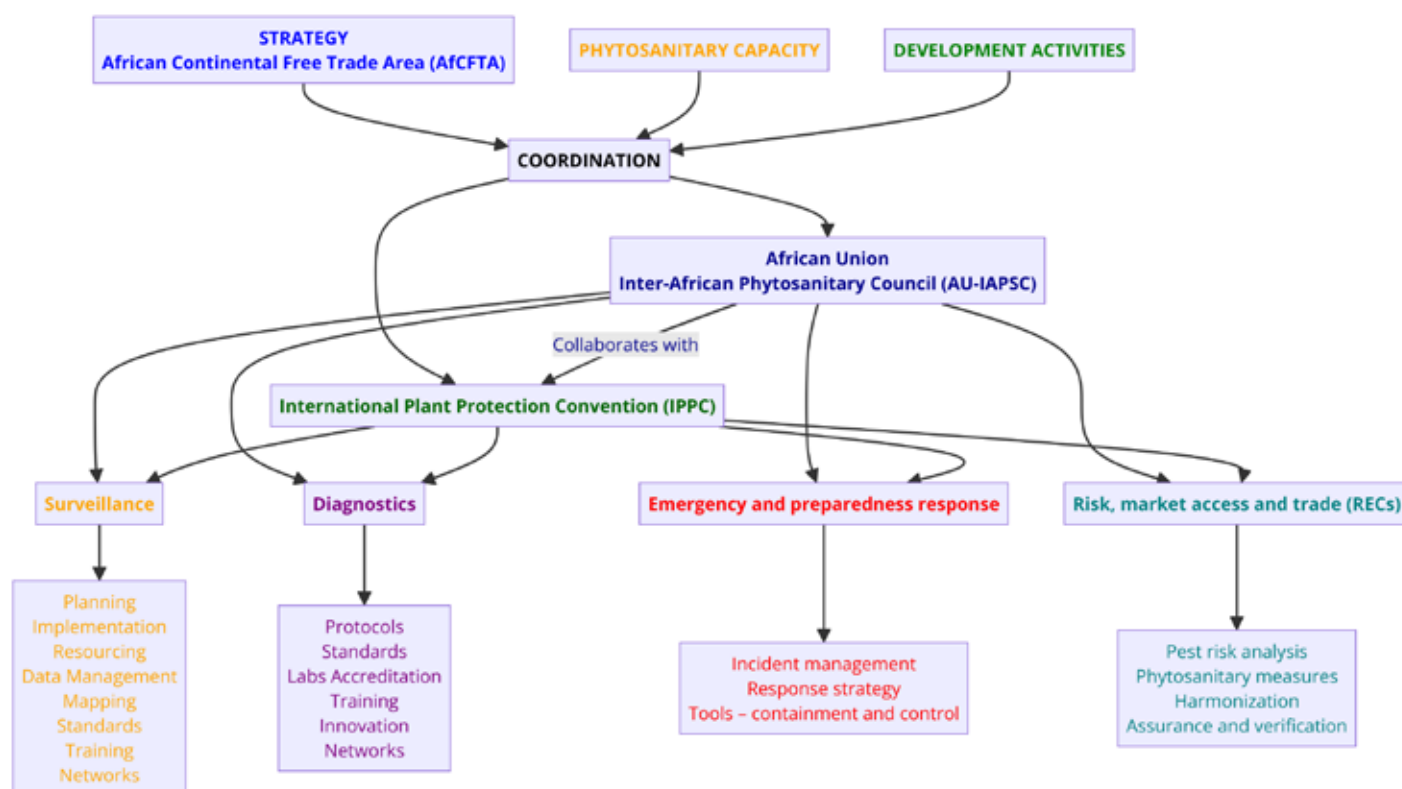 STRATEGY
African Continental Free Trade Area (AfCFTA)
PHYTOSANITARY CAPACITY
DEVELOPMENT ACTIVITIES
COORDINATION
African Union
Inter-African Phytosanitary Council (AU-IAPSC)
Collaborates with
International Plant Protection Convention (IPPC)
Surveillance
Diagnostics
Emergency and preparedness response
Risk, market access and trade (RECs)
Planning
Implementation
Resourcing
Data Management
Mapping
Standards
Training
Networks
Protocols
Standards
Labs Accreditation
Training
Innovation
Networks
Incident management
Response strategy
Tools – containment and control
Pest risk analysis
Phytosanitary measures
Harmonization
Assurance and verification